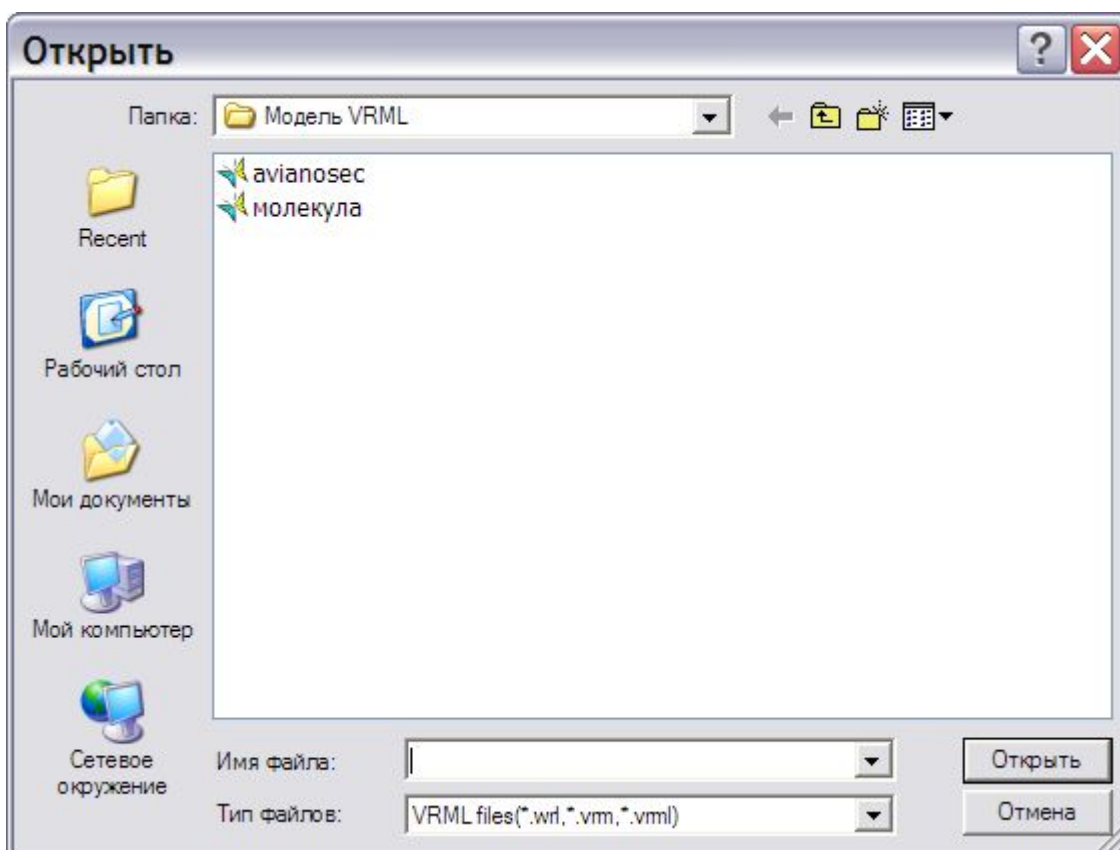 Открыть
Папка: Модель VRML
avianosec
молекула
Recent
Рабочий стол
Мои документы
Мой компьютер
Сетевое
окружение
Имя файла:
Открыть
Тип файлов: VRML files(*.wrl,*.vrm,*.vrml)
Отмена